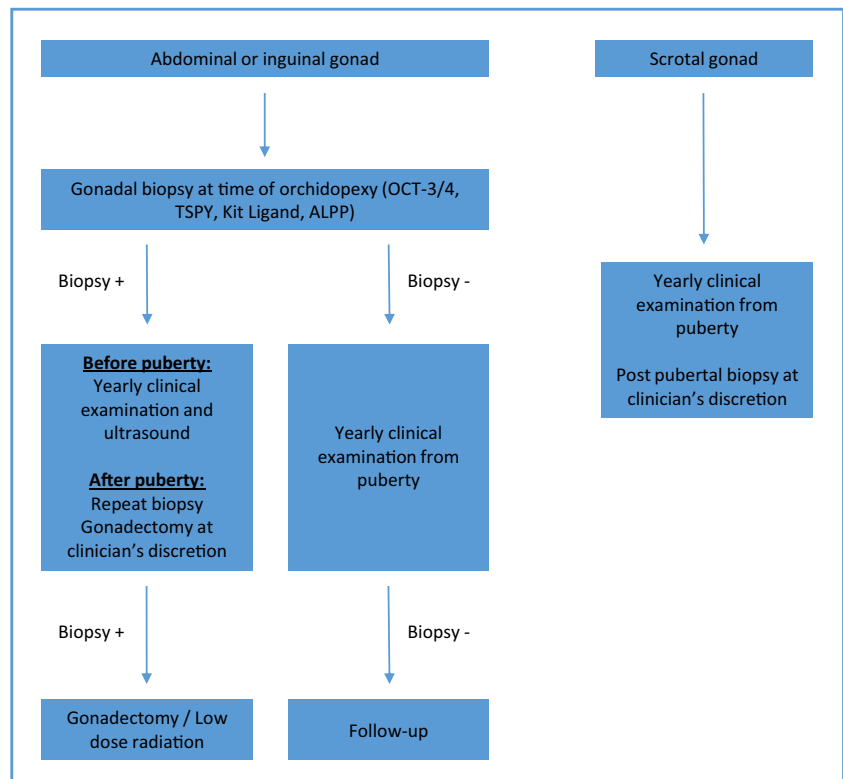 Abdominal or inguinal gonad
Scrotal gonad
Gonadal biopsy at time of orchidopexy (OCT-3/4,
TSPY, Kit Ligand, ALPP)
Biopsy +
Biopsy -
Yearly clinical
examination from
puberty
Post pubertal biopsy at
clinician's discretion
Before puberty:
Yearly clinical
examination and
ultrasound
After puberty:
Repeat biopsy
Gonadectomy at
clinician's discretion
Yearly clinical
examination from
puberty
Biopsy +
Biopsy -
Gonadectomy / Low
dose radiation
Follow-up